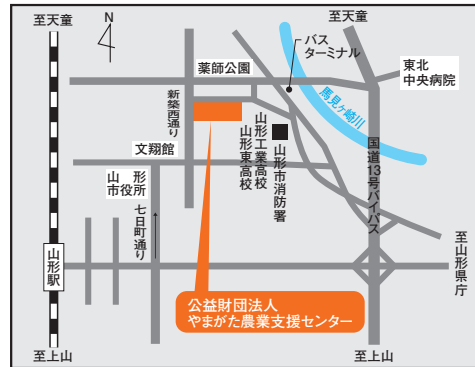 至天童
N
至天童
バス
ターミナル
薬師公園
東北
中央病院
馬見ヶ崎川
新築西通り
文翔館
山形東高校
山形工業高校
山形市消防署
国道13号バイパス
山形
市役所
七日町通り
山形駅
至山形県庁
公益財団法人
やまがた農業支援センター
至上山
至上山